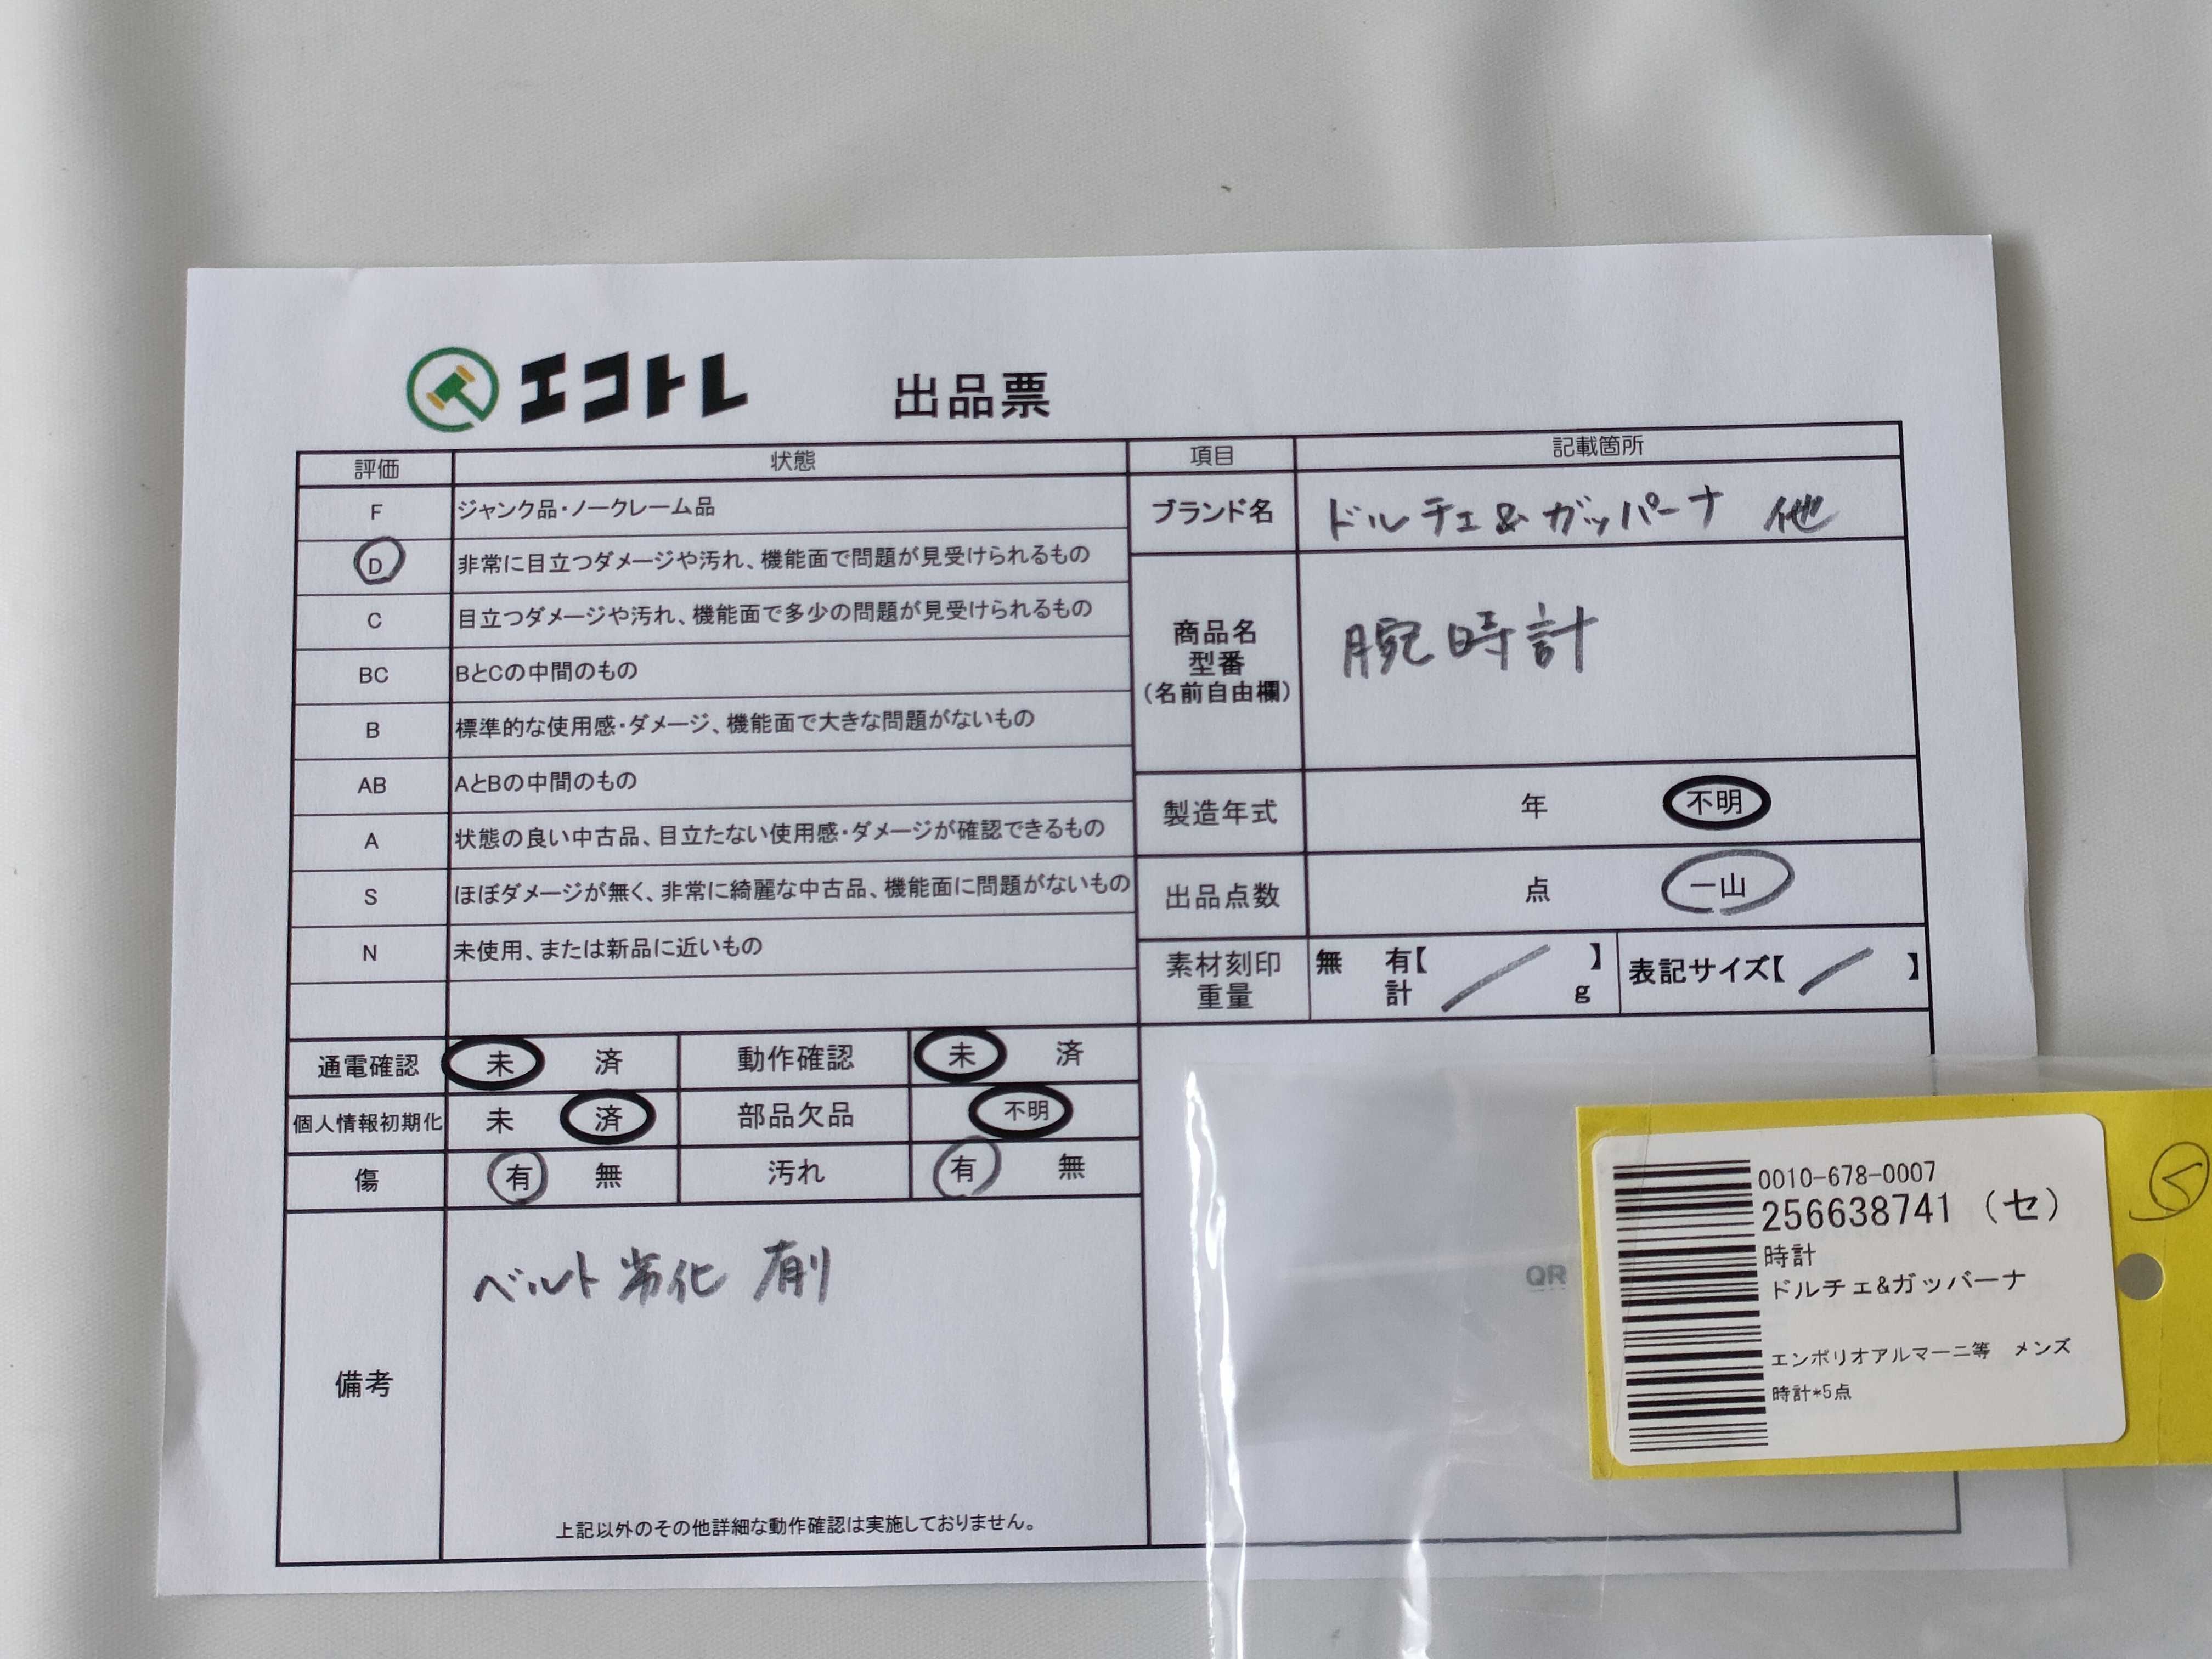 エコトレ 出品票
評価 状態
F ジャンク品・ノークレーム品
D 非常に目立つダメージや汚れ、機能面で問題が見受けられるもの
C 目立つダメージや汚れ、機能面で多少の問題が見受けられるもの
BC BとCの中間のもの
B 標準的な使用感・ダメージ、機能面で大きな問題がないもの
AB AとBの中間のもの
A 状態の良い中古品、目立たない使用感・ダメージが確認できるもの
S ほぼダメージが無く、非常に綺麗な中古品、機能面に問題がないもの
N 未使用、または新品に近いもの
項目 記載箇所
ブランド名 ドルチェ&ガッバーナ 他
商品名
型番
(名前自由欄)
腕時計
製造年式 年 不明
出品点数 点 一山
素材刻印 無 有【 】 表記サイズ【 】
重量 計 g
通電確認 未 済 動作確認 未 済
個人情報初期化 未 済 部品欠品 不明
傷 有 無 汚れ 有 無
備考
ベルト劣化 有り
上記以外のその他詳細な動作確認は実施しておりません。
QR
0010-678-0007
256638741 (セ)
時計
ドルチェ&ガッバーナ
エンポリオアルマーニ等 メンズ
時計*5点